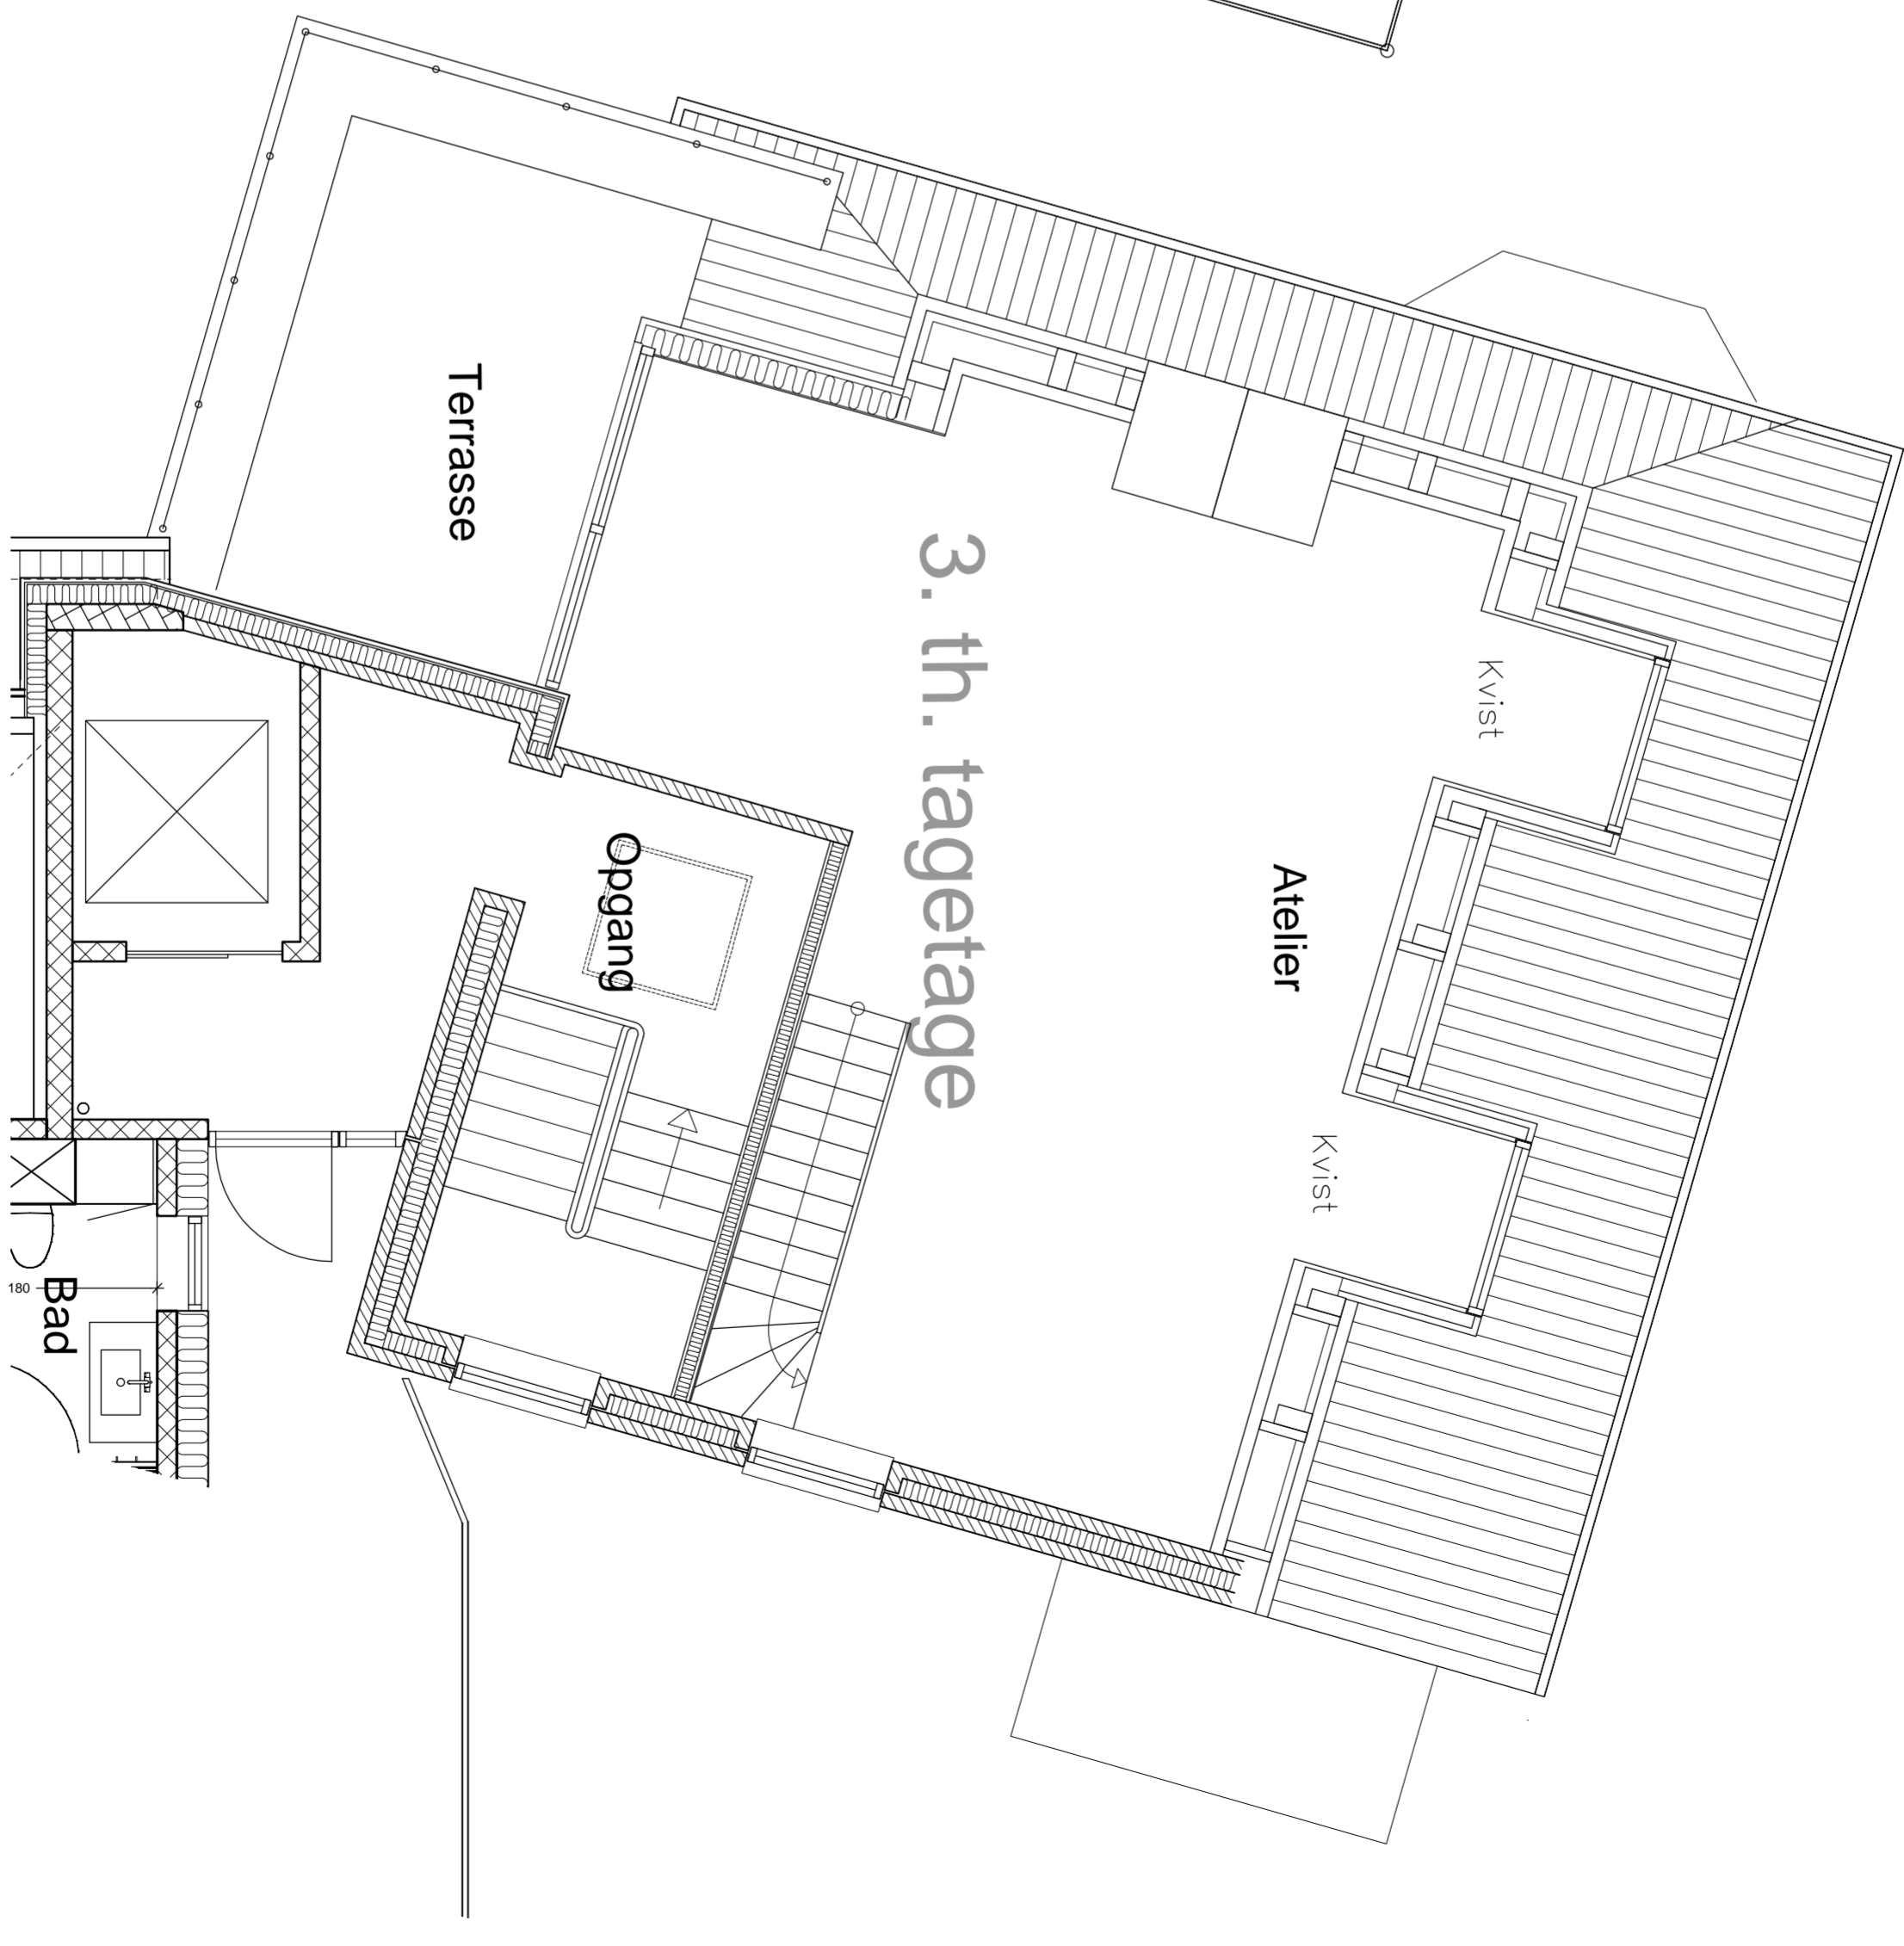 Kvist
Kvist
Atelier
3. th. tagetage
Opgang
Terrasse
Bad
180